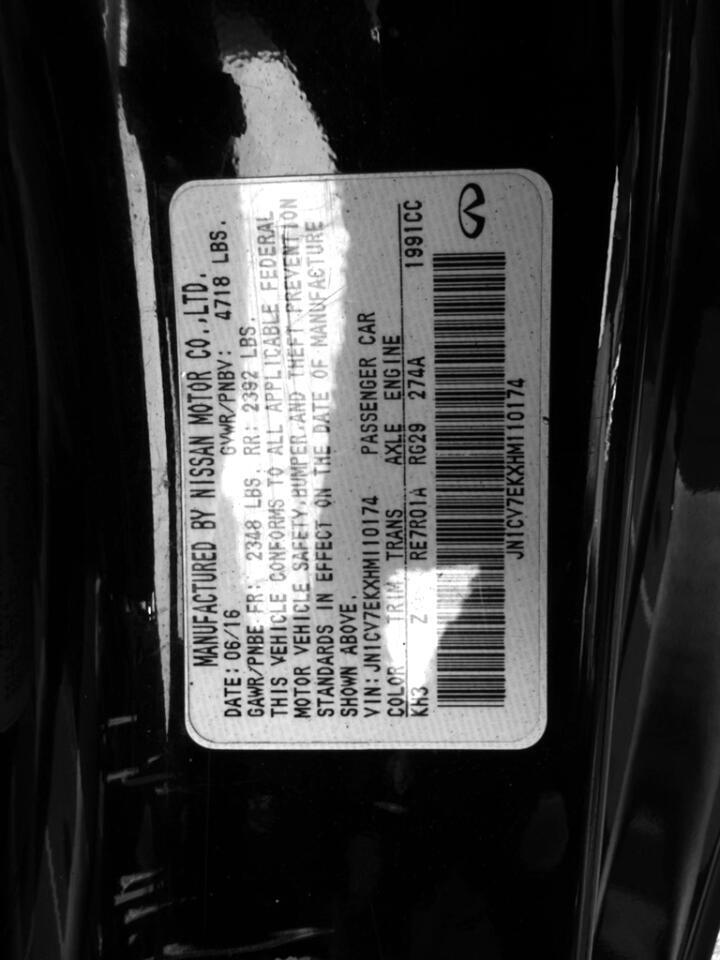 MANUFACTURED BY NISSAN MOTOR CO.,LTD.
DATE: 06/16 GVWR/PNBV: 4718 LBS.
GAWR/PNBE FR: 2348 LBS. RR: 2392 LBS.
THIS VEHICLE CONFORMS TO ALL APPLICABLE FEDERAL
MOTOR VEHICLE SAFETY,BUMPER,AND THEFT PREVENTION
STANDARDS IN EFFECT ON THE DATE OF MANUFACTURE
SHOWN ABOVE.
VIN: JN1CV7EKXHM110174 PASSENGER CAR
COLOR TRIM TRANS AXLE ENGINE
KH3 Z RE7R01A RG29 274A 1991CC
JN1CV7EKXHM110174